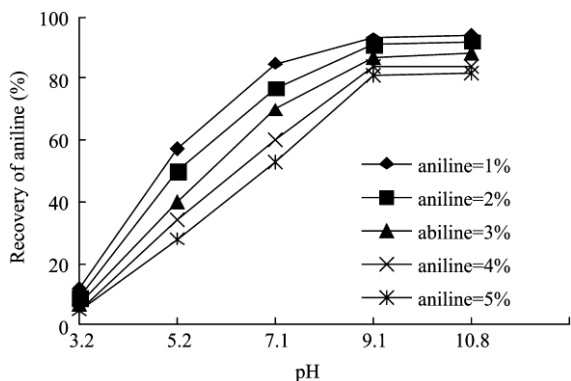 100
80
60
40
20
0
Recovery of aniline (%)
3.2 5.2 7.1 9.1 10.8
pH
aniline=1%
aniline=2%
abiline=3%
aniline=4%
aniline=5%